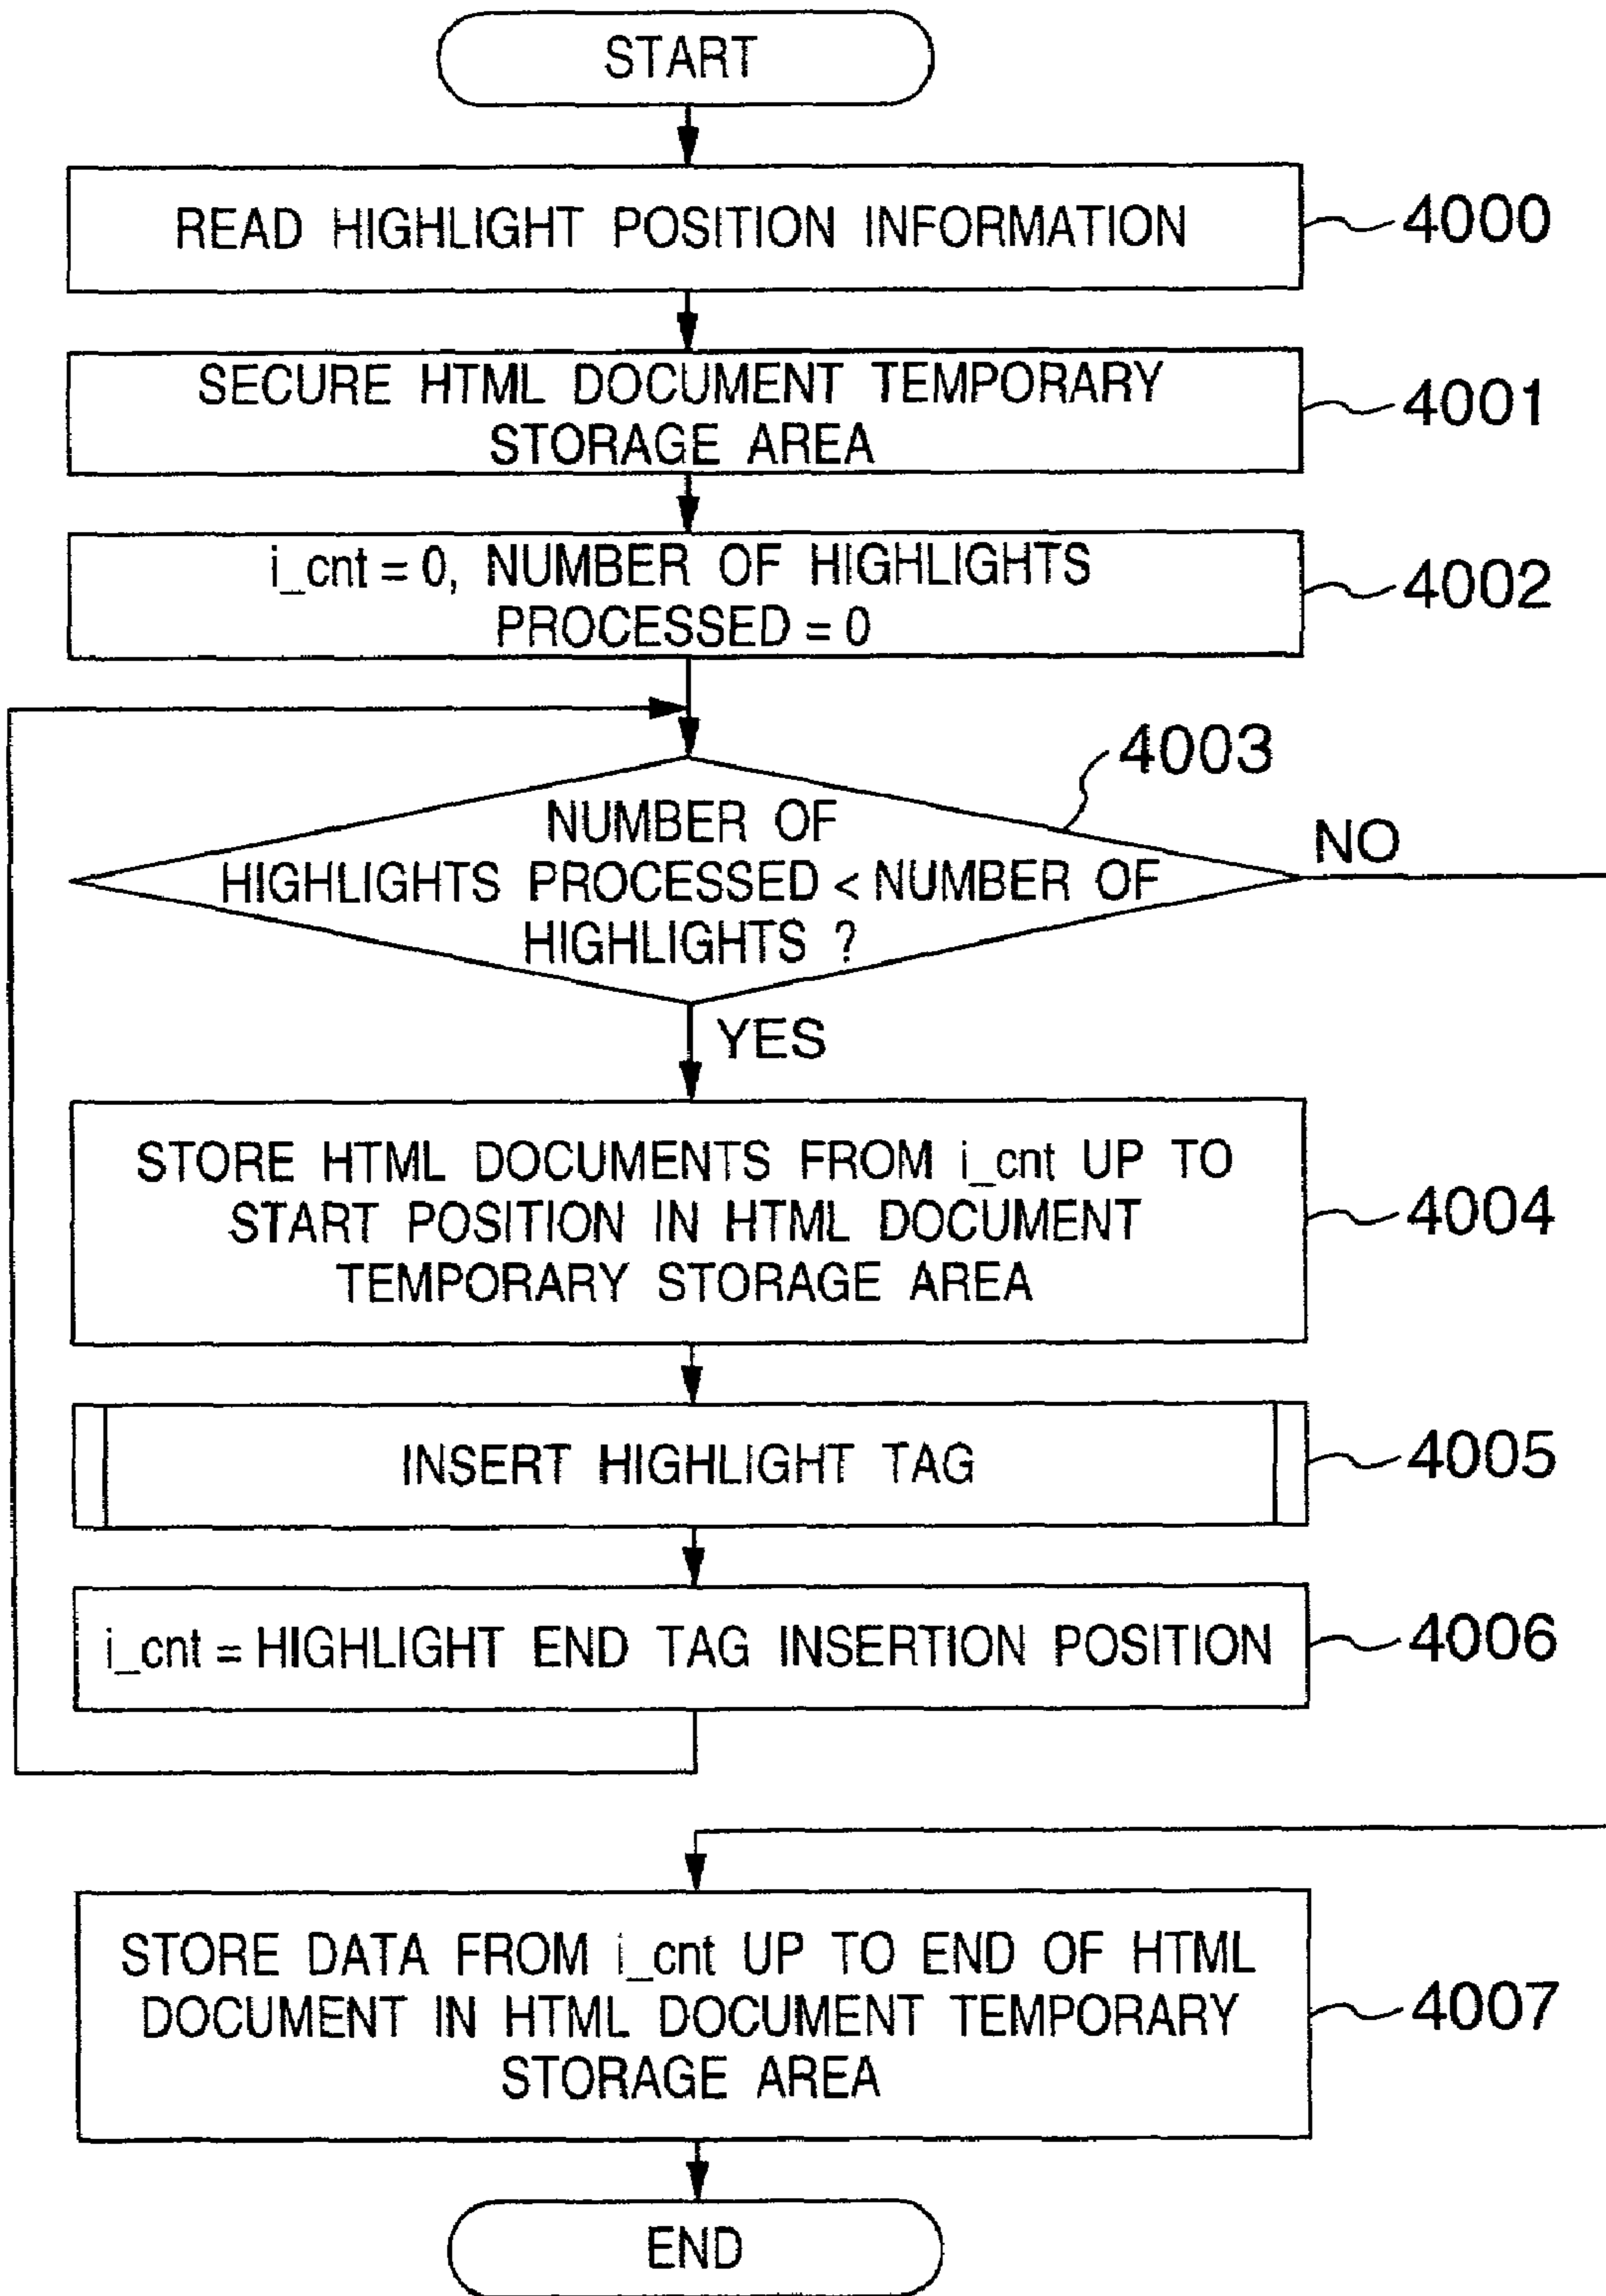 START
READ HIGHLIGHT POSITION INFORMATION
4000
SECURE HTML DOCUMENT TEMPORARY
STORAGE AREA
4001
i_cnt = 0, NUMBER OF HIGHLIGHTS
PROCESSED = 0
4002
4003
NUMBER OF
HIGHLIGHTS PROCESSED < NUMBER OF
HIGHLIGHTS ?
NO
YES
STORE HTML DOCUMENTS FROM i_cnt UP TO
START POSITION IN HTML DOCUMENT
TEMPORARY STORAGE AREA
4004
INSERT HIGHLIGHT TAG
4005
i_cnt = HIGHLIGHT END TAG INSERTION POSITION
4006
STORE DATA FROM i_cnt UP TO END OF HTML
DOCUMENT IN HTML DOCUMENT TEMPORARY
STORAGE AREA
4007
END